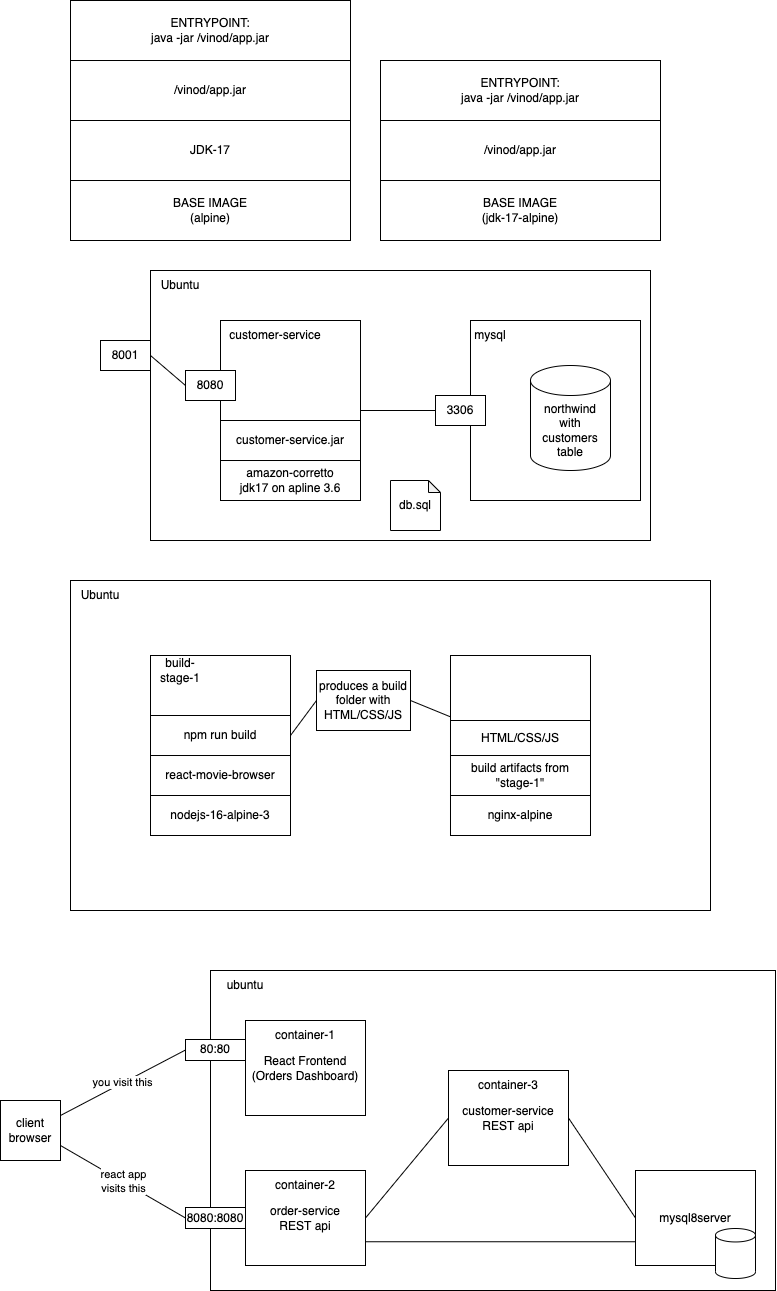 ENTRYPOINT:
java -jar /vinod/app.jar
/vinod/app.jar
JDK-17
BASE IMAGE
(alpine)
ENTRYPOINT:
java -jar /vinod/app.jar
/vinod/app.jar
BASE IMAGE
(jdk-17-alpine)
Ubuntu
8001
customer-service
8080
customer-service.jar
amazon-corretto
jdk17 on apline 3.6
mysql
3306
northwind
with
customers
table
db.sql
Ubuntu
build-
stage-1
npm run build
react-movie-browser
nodejs-16-alpine-3
produces a build
folder with
HTML/CSS/JS
HTML/CSS/JS
build artifacts from
"stage-1"
nginx-alpine
ubuntu
80:80
container-1
React Frontend
(Orders Dashboard)
you visit this
client
browser
react app
visits this
8080:8080
container-2
order-service
REST api
container-3
customer-service
REST api
mysql8server